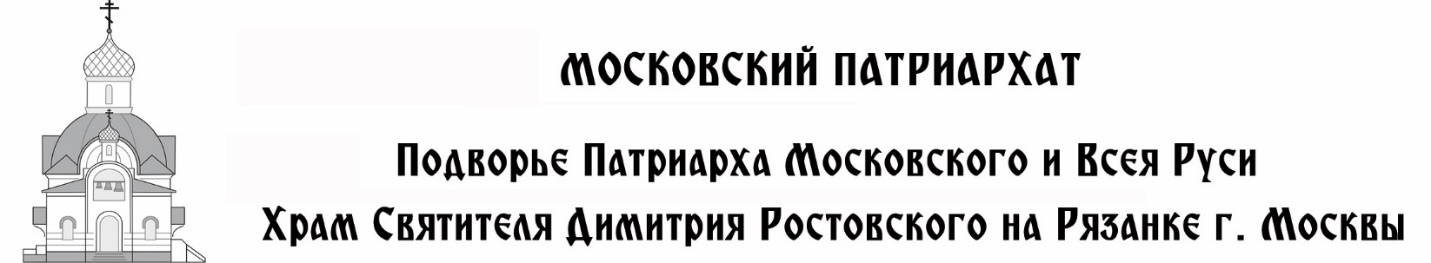 МОСКОВСКИЙ ПАТРИАРХАТ
Подворье Патриарха Московского и Всея Руси
Храм Святителя Димитрия Ростовского на Рязанке г. Москвы